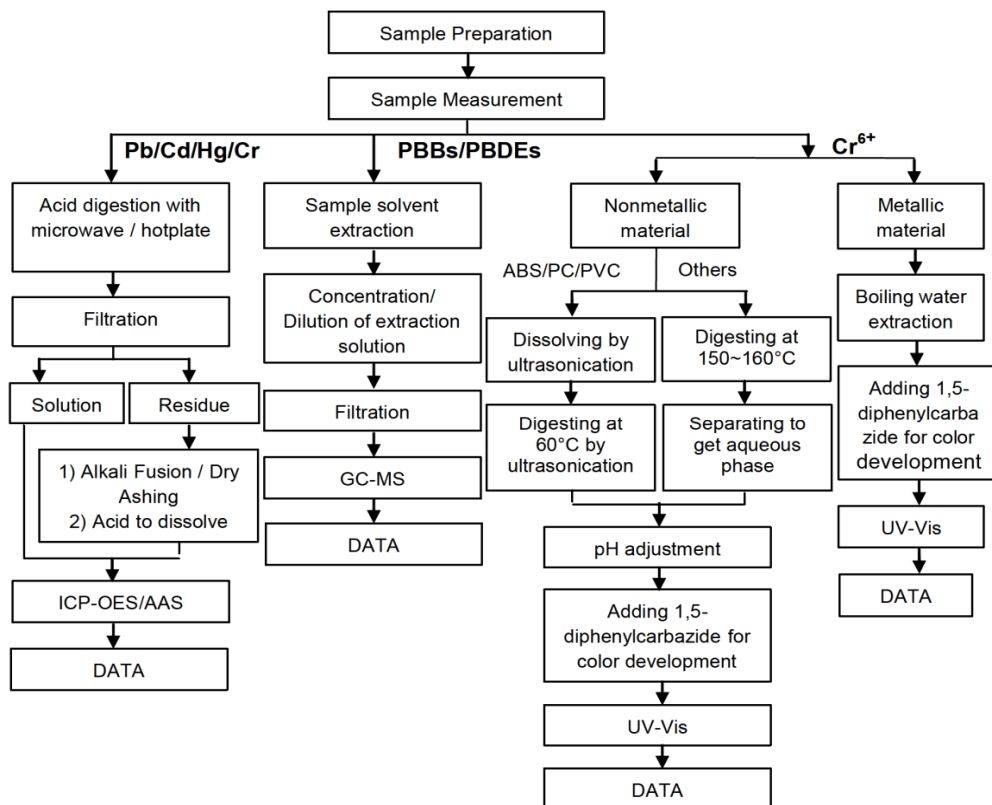 Sample Preparation
Sample Measurement
Pb/Cd/Hg/Cr
PBBs/PBDEs
Cr⁶⁺
Acid digestion with
microwave / hotplate
Filtration
Solution
Residue
1) Alkali Fusion / Dry
Ashing
2) Acid to dissolve
ICP-OES/AAS
DATA
Sample solvent
extraction
Concentration/
Dilution of extraction
solution
Filtration
GC-MS
DATA
Nonmetallic
material
ABS/PC/PVC
Others
Dissolving by
ultrasonication
Digesting at
60°C by
ultrasonication
Digesting at
150~160°C
Separating to
get aqueous
phase
pH adjustment
Adding 1,5-
diphenylcarbazide for
color development
UV-Vis
DATA
Metallic
material
Boiling water
extraction
Adding 1,5-
diphenylcarba
zide for color
development
UV-Vis
DATA